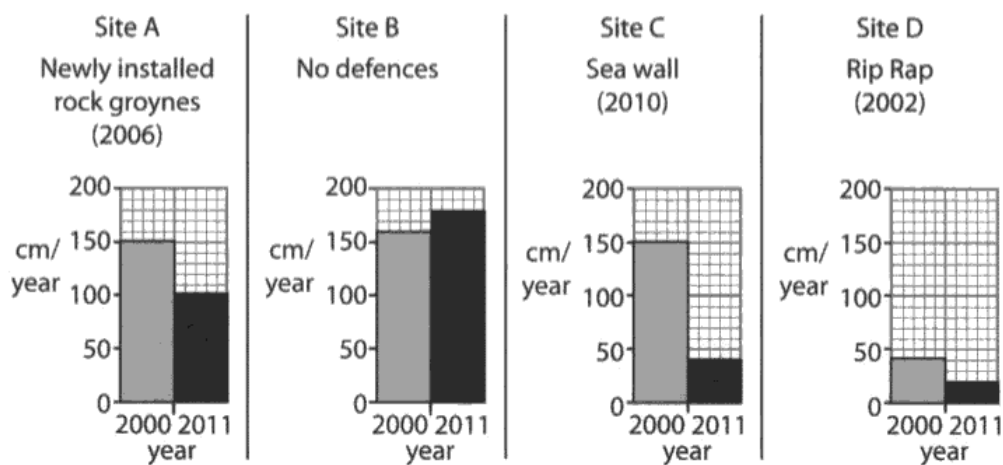 Site A
Newly installed
rock groynes
(2006)
200
150
cm/
year
100
50
0
2000 2011
year
Site B
No defences
200
150
cm/
year
100
50
0
2000 2011
year
Site C
Sea wall
(2010)
200
150
cm/
year
100
50
0
2000 2011
year
Site D
Rip Rap
(2002)
200
150
cm/
year
100
50
0
2000 2011
year